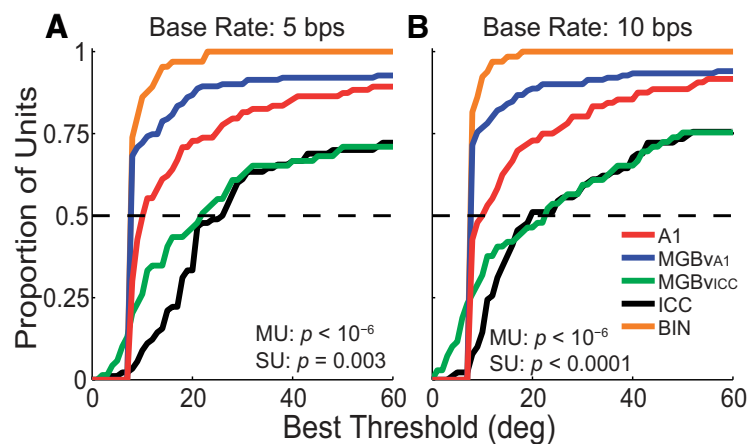 A Base Rate: 5 bps
B Base Rate: 10 bps
Proportion of Units
1
0.75
0.5
0.25
0
MU: p < 10-6
SU: p = 0.003
0 20 40 60
A1
MGBVA1
MGBVICC
ICC
BIN
MU: p < 10-6
SU: p < 0.0001
0 20 40 60
Best Threshold (deg)